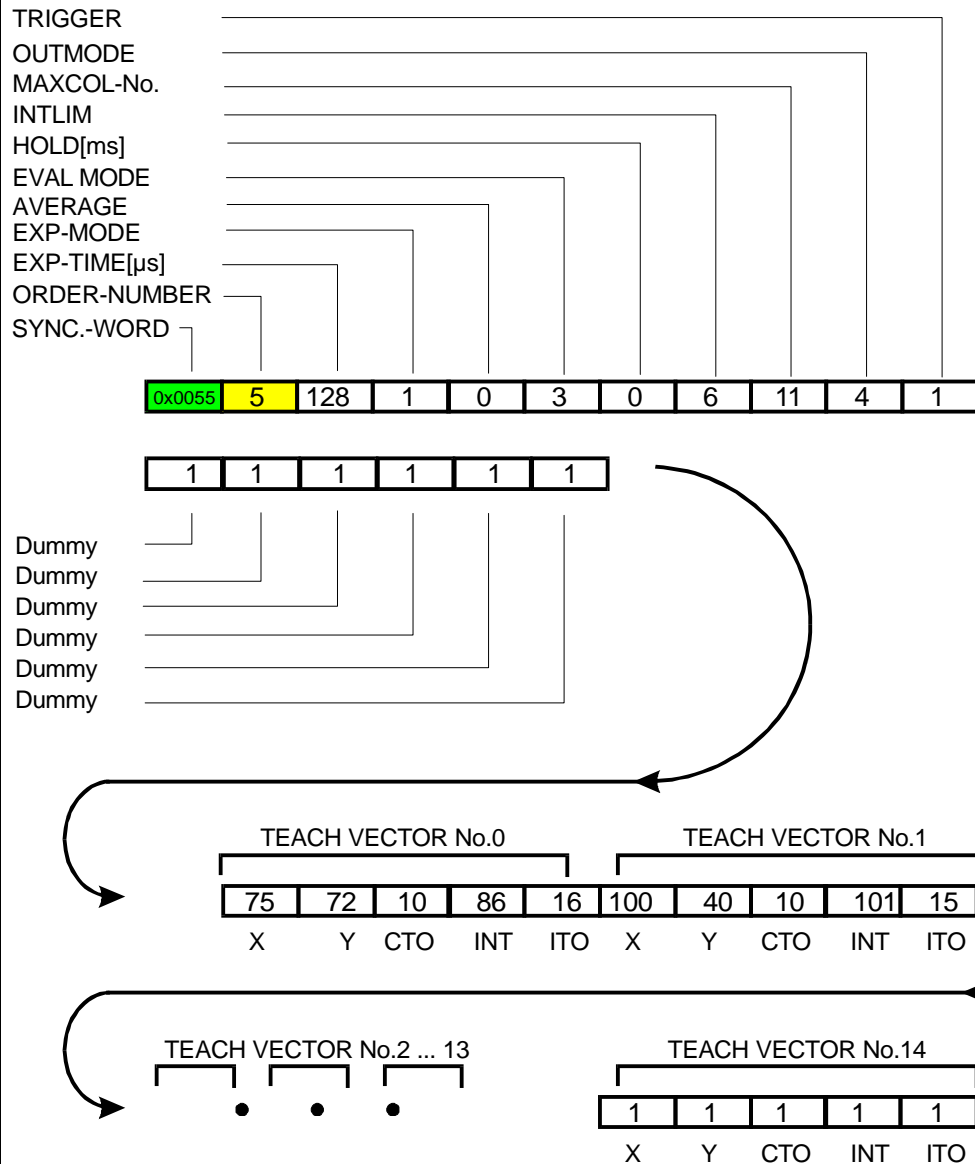 TRIGGER
OUTMODE
MAXCOL-No.
INTLIM
HOLD[ms]
EVAL MODE
AVERAGE
EXP-MODE
EXP-TIME[µs]
ORDER-NUMBER
SYNC.-WORD
0x0055 5 128 1 0 3 0 6 11 4 1
1 1 1 1 1 1
Dummy
Dummy
Dummy
Dummy
Dummy
Dummy
TEACH VECTOR No.0 TEACH VECTOR No.1
75 72 10 86 16 100 40 10 101 15
X Y CTO INT ITO X Y CTO INT ITO
TEACH VECTOR No.2 ... 13 TEACH VECTOR No.14
1 1 1 1 1
X Y CTO INT ITO